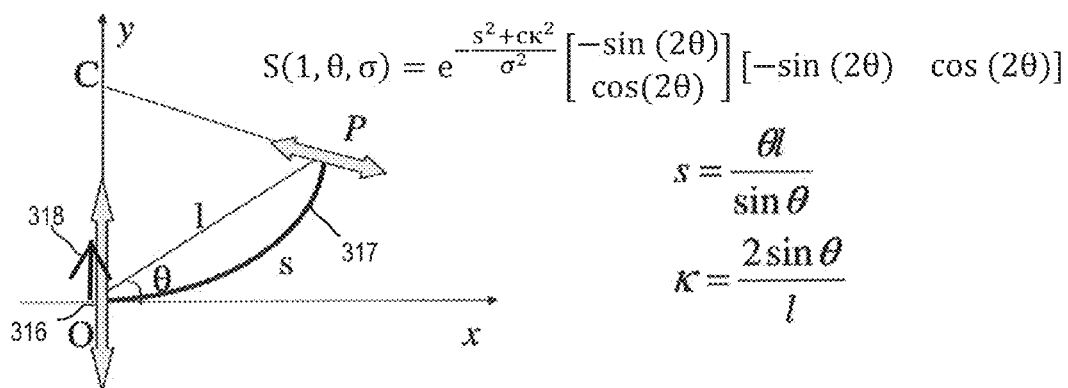 y
C
S(1, θ, σ) = e^{-\frac{s²+cκ²}{σ²}} [−sin (2θ) cos(2θ)] [−sin (2θ) cos (2θ)]
P
s = θl / sin θ
318
l
317
θ
s
κ = 2 sin θ / l
316
O
x